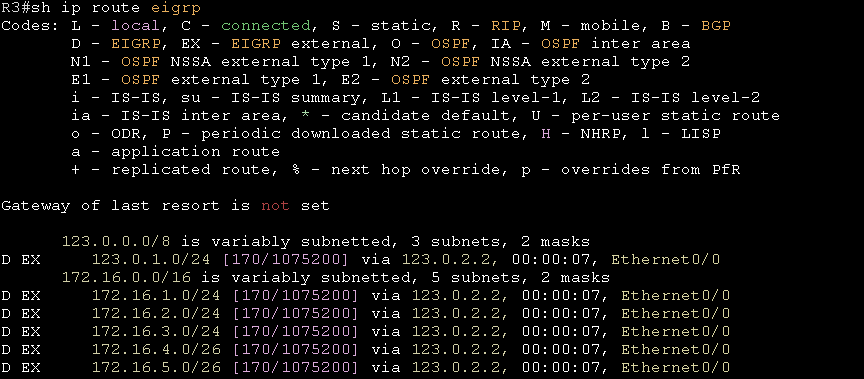 R3#sh ip route eigrp
Codes: L - local, C - connected, S - static, R - RIP, M - mobile, B - BGP
D - EIGRP, EX - EIGRP external, O - OSPF, IA - OSPF inter area
N1 - OSPF NSSA external type 1, N2 - OSPF NSSA external type 2
E1 - OSPF external type 1, E2 - OSPF external type 2
i - IS-IS, su - IS-IS summary, L1 - IS-IS level-1, L2 - IS-IS level-2
ia - IS-IS inter area, * - candidate default, U - per-user static route
o - ODR, P - periodic downloaded static route, H - NHRP, l - LISP
a - application route
+ - replicated route, % - next hop override, p - overrides from PfR
Gateway of last resort is not set
123.0.0.0/8 is variably subnetted, 3 subnets, 2 masks
D EX 123.0.1.0/24 [170/1075200] via 123.0.2.2, 00:00:07, Ethernet0/0
172.16.0.0/16 is variably subnetted, 5 subnets, 2 masks
D EX 172.16.1.0/24 [170/1075200] via 123.0.2.2, 00:00:07, Ethernet0/0
D EX 172.16.2.0/24 [170/1075200] via 123.0.2.2, 00:00:07, Ethernet0/0
D EX 172.16.3.0/24 [170/1075200] via 123.0.2.2, 00:00:07, Ethernet0/0
D EX 172.16.4.0/26 [170/1075200] via 123.0.2.2, 00:00:07, Ethernet0/0
D EX 172.16.5.0/26 [170/1075200] via 123.0.2.2, 00:00:07, Ethernet0/0